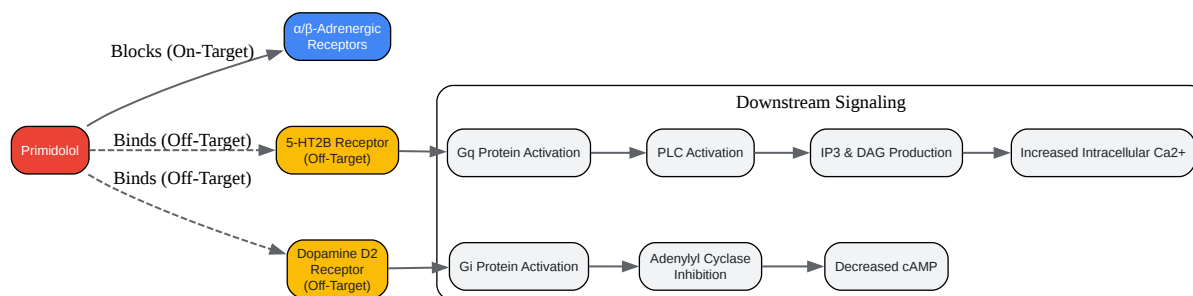 α/β-Adrenergic
Receptors
Blocks (On-Target)
Downstream Signaling
Primidolol
Binds (Off-Target)
5-HT2B Receptor
(Off-Target)
Gq Protein Activation
PLC Activation
IP3 & DAG Production
Increased Intracellular Ca2+
Binds (Off-Target)
Dopamine D2
Receptor
(Off-Target)
Gi Protein Activation
Adenylyl Cyclase
Inhibition
Decreased cAMP